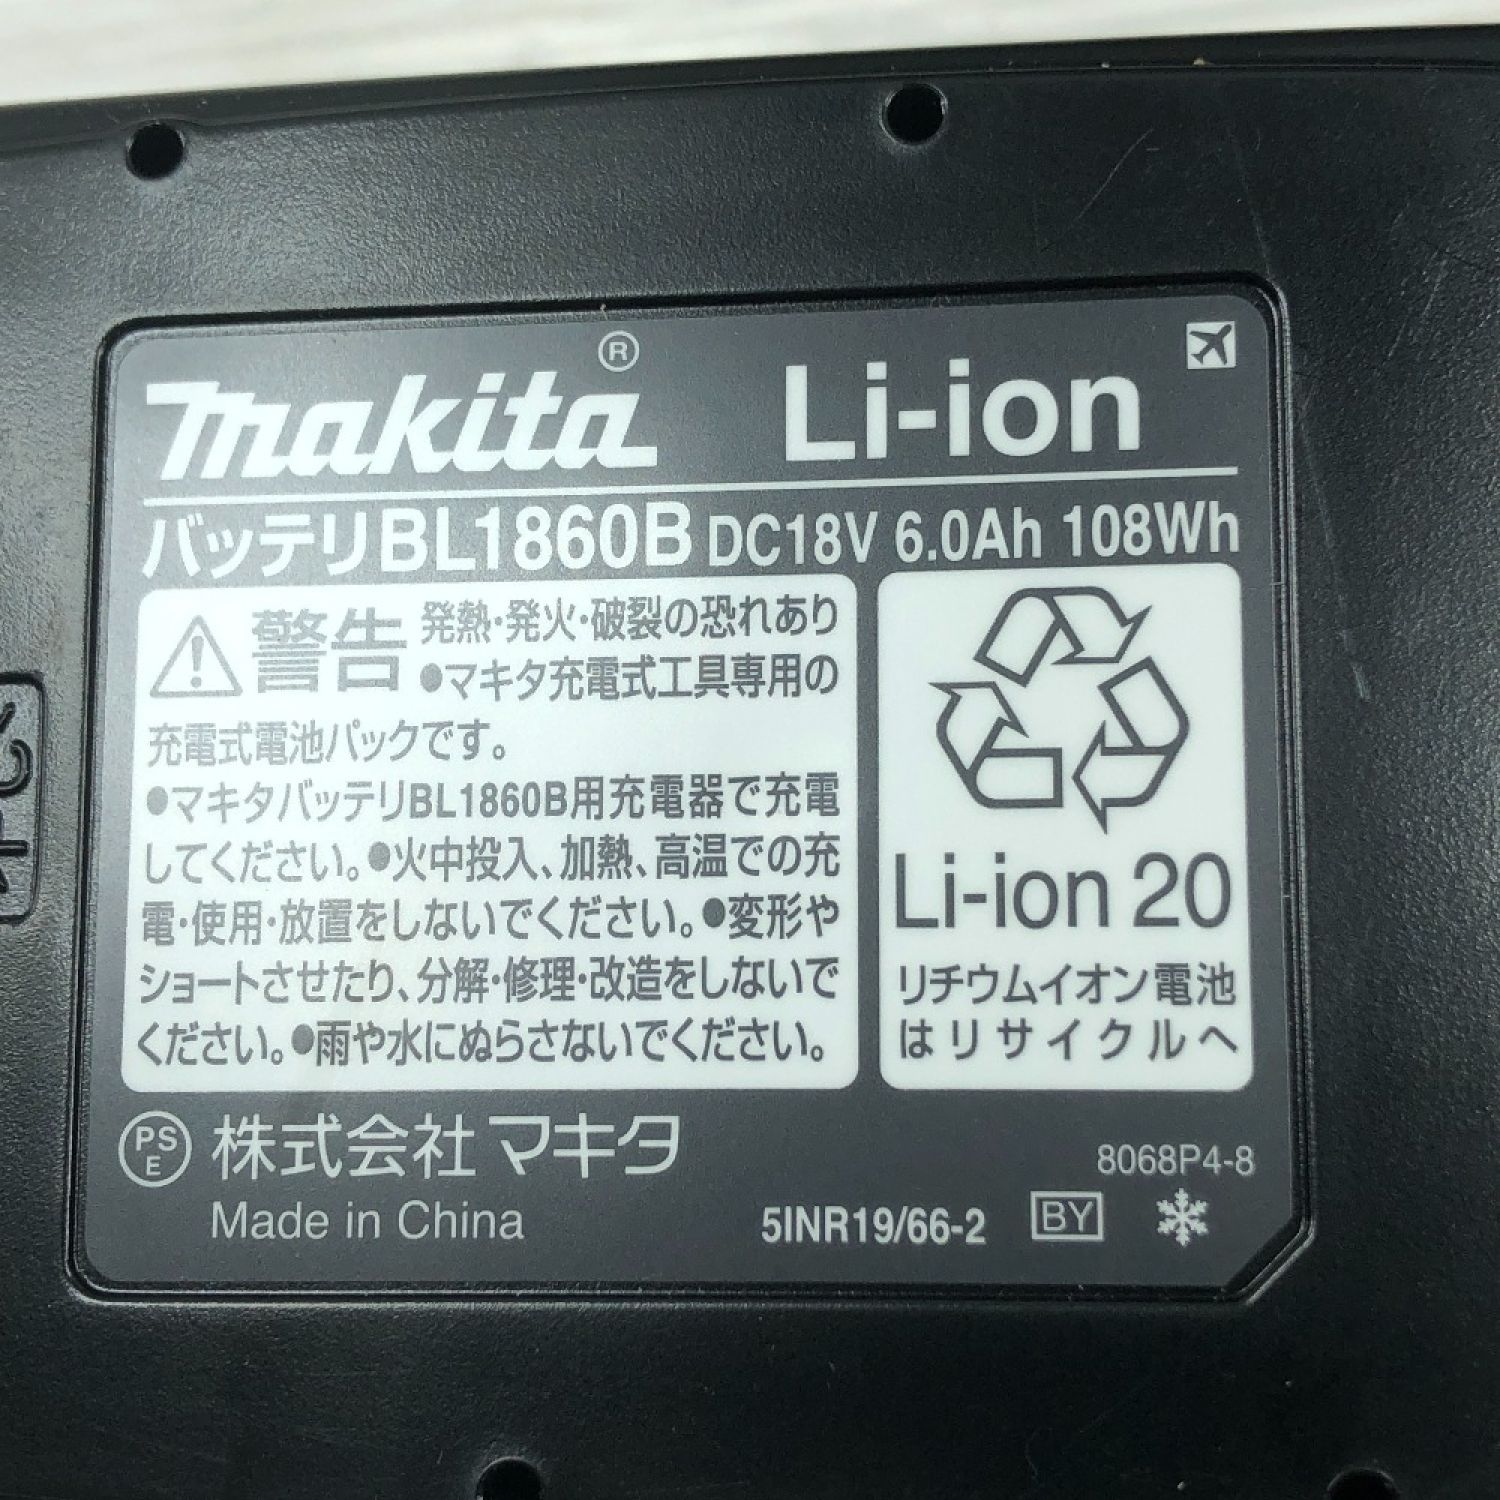 makita® Li-ion
バッテリBL1860B DC18V 6.0Ah 108Wh
警告 発熱・発火・破裂の恐れあり
●マキタ充電式工具専用の
充電式電池パックです。
●マキタバッテリBL1860B用充電器で充電
してください。●火中投入、加熱、高温での充
電・使用・放置をしないでください。●変形や
ショートさせたり、分解・修理・改造をしないで
ください。●雨や水にぬらさないでください。
Li-ion 20
リチウムイオン電池
はリサイクルへ
PS
E
株式会社マキタ
Made in China
8068P4-8
5INR19/66-2 BY